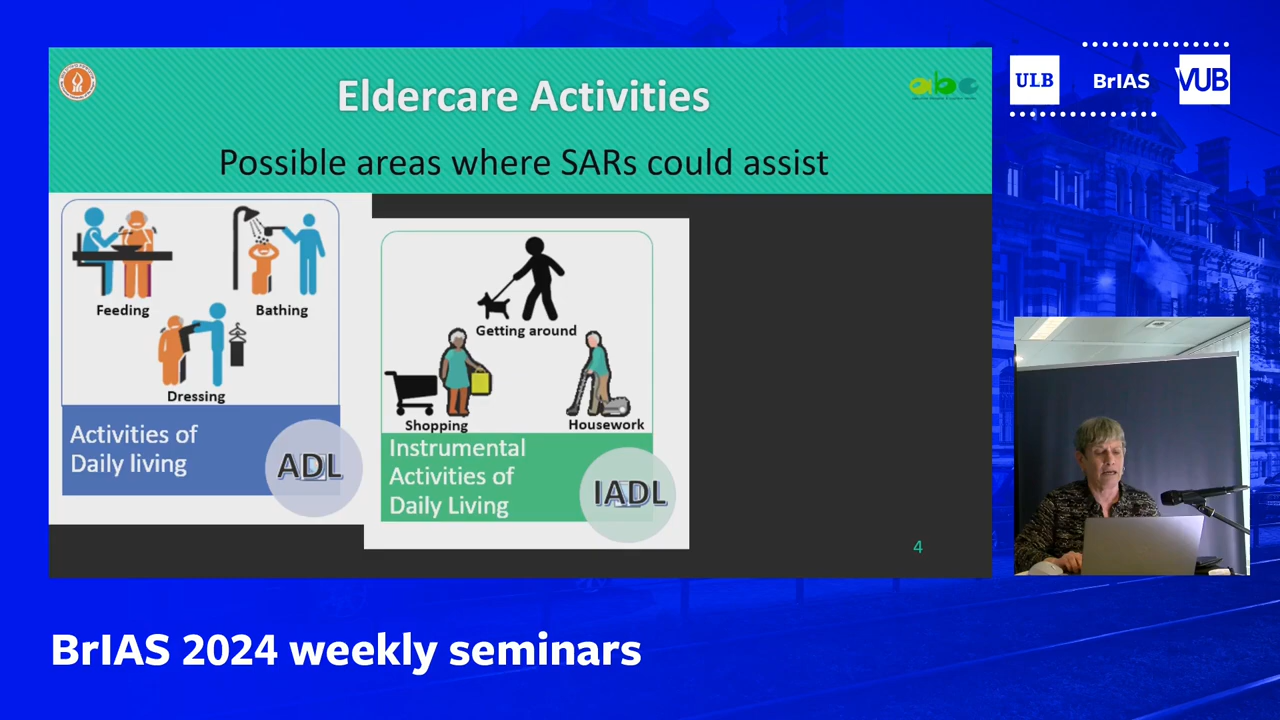 Eldercare Activities
Possible areas where SARs could assist
Feeding
Bathing
Dressing
Activities of
Daily living
ADL
Getting around
Shopping
Housework
Instrumental
Activities of
Daily Living
IADL
4
ULB
BrIAS
VUB
abc
BrIAS 2024 weekly seminars